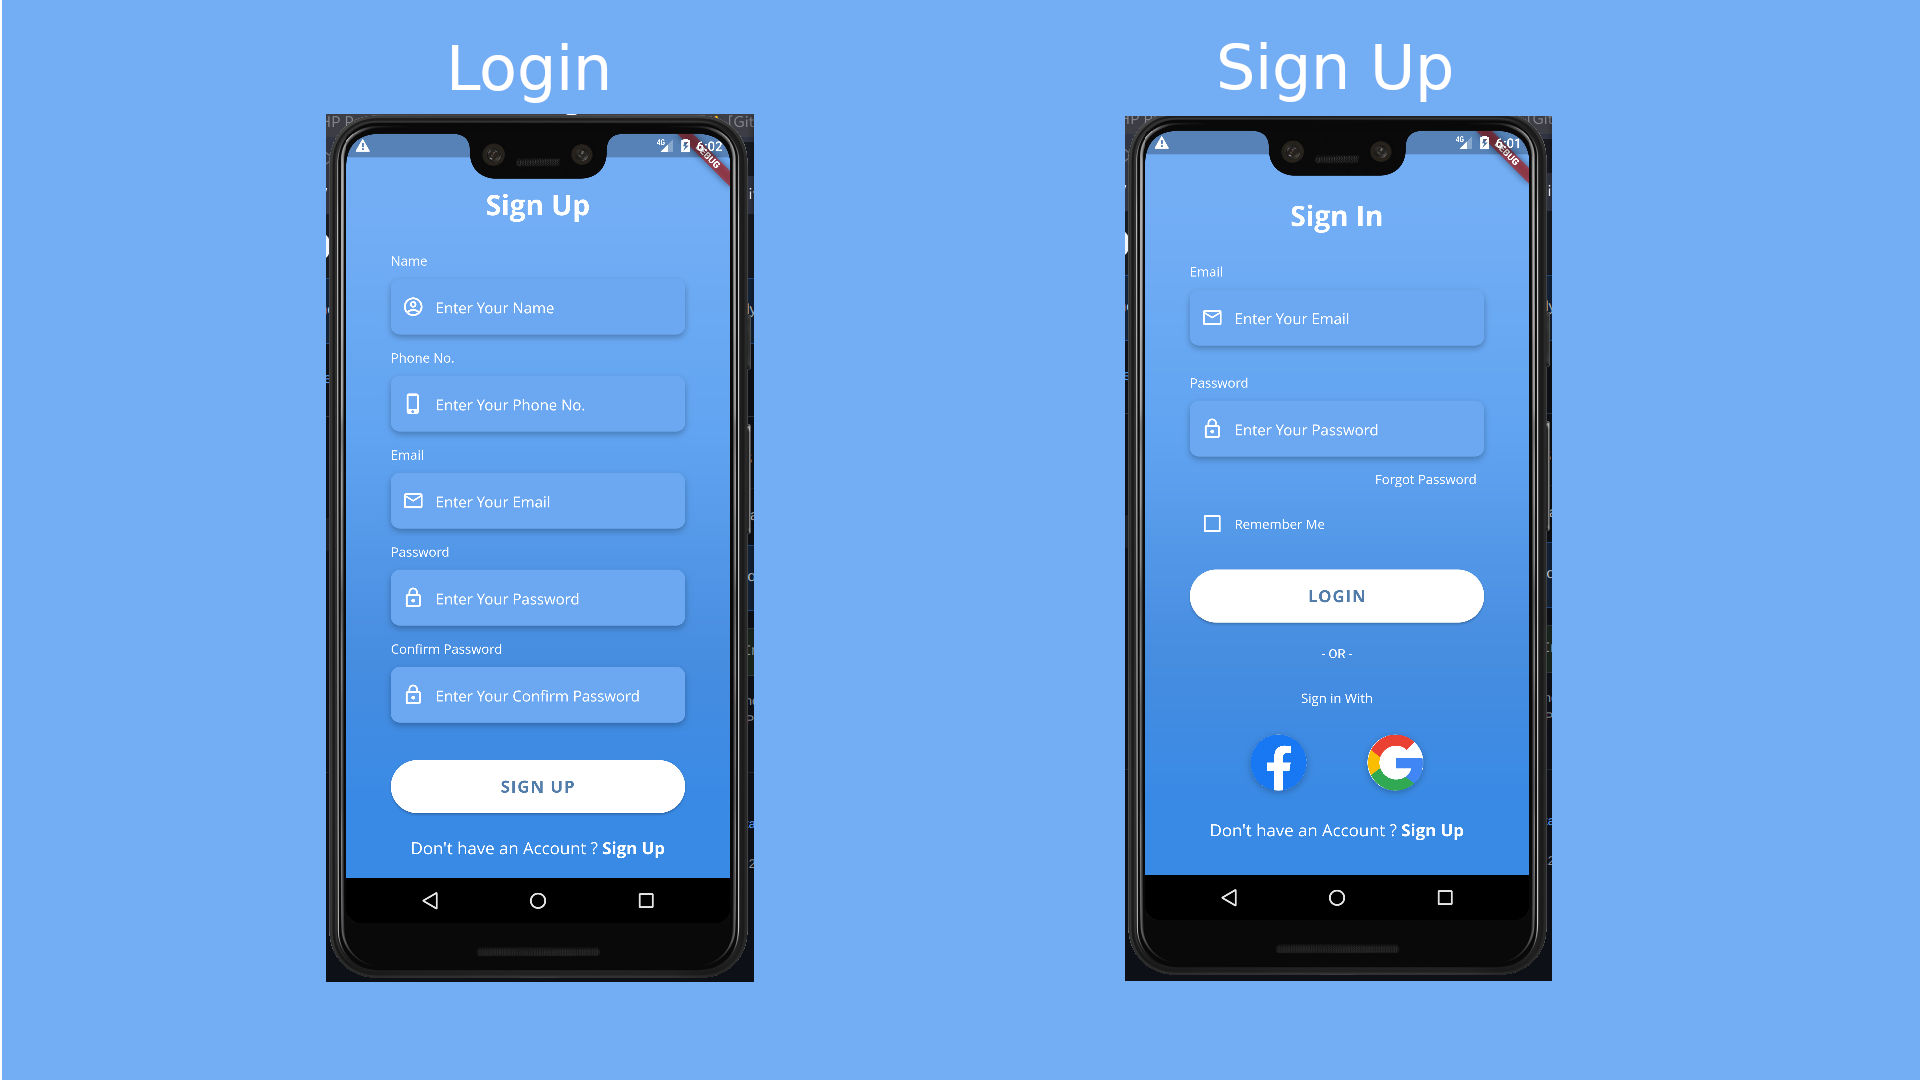 Login
4G
6:02
DEBUG
Sign Up
Name
Enter Your Name
Phone No.
Enter Your Phone No.
Email
Enter Your Email
Password
Enter Your Password
Confirm Password
Enter Your Confirm Password
SIGN UP
Don't have an Account ? Sign Up
Sign Up
4G
6:01
DEBUG
Sign In
Email
Enter Your Email
Password
Enter Your Password
Forgot Password
Remember Me
LOGIN
- OR -
Sign in With
Don't have an Account ? Sign Up